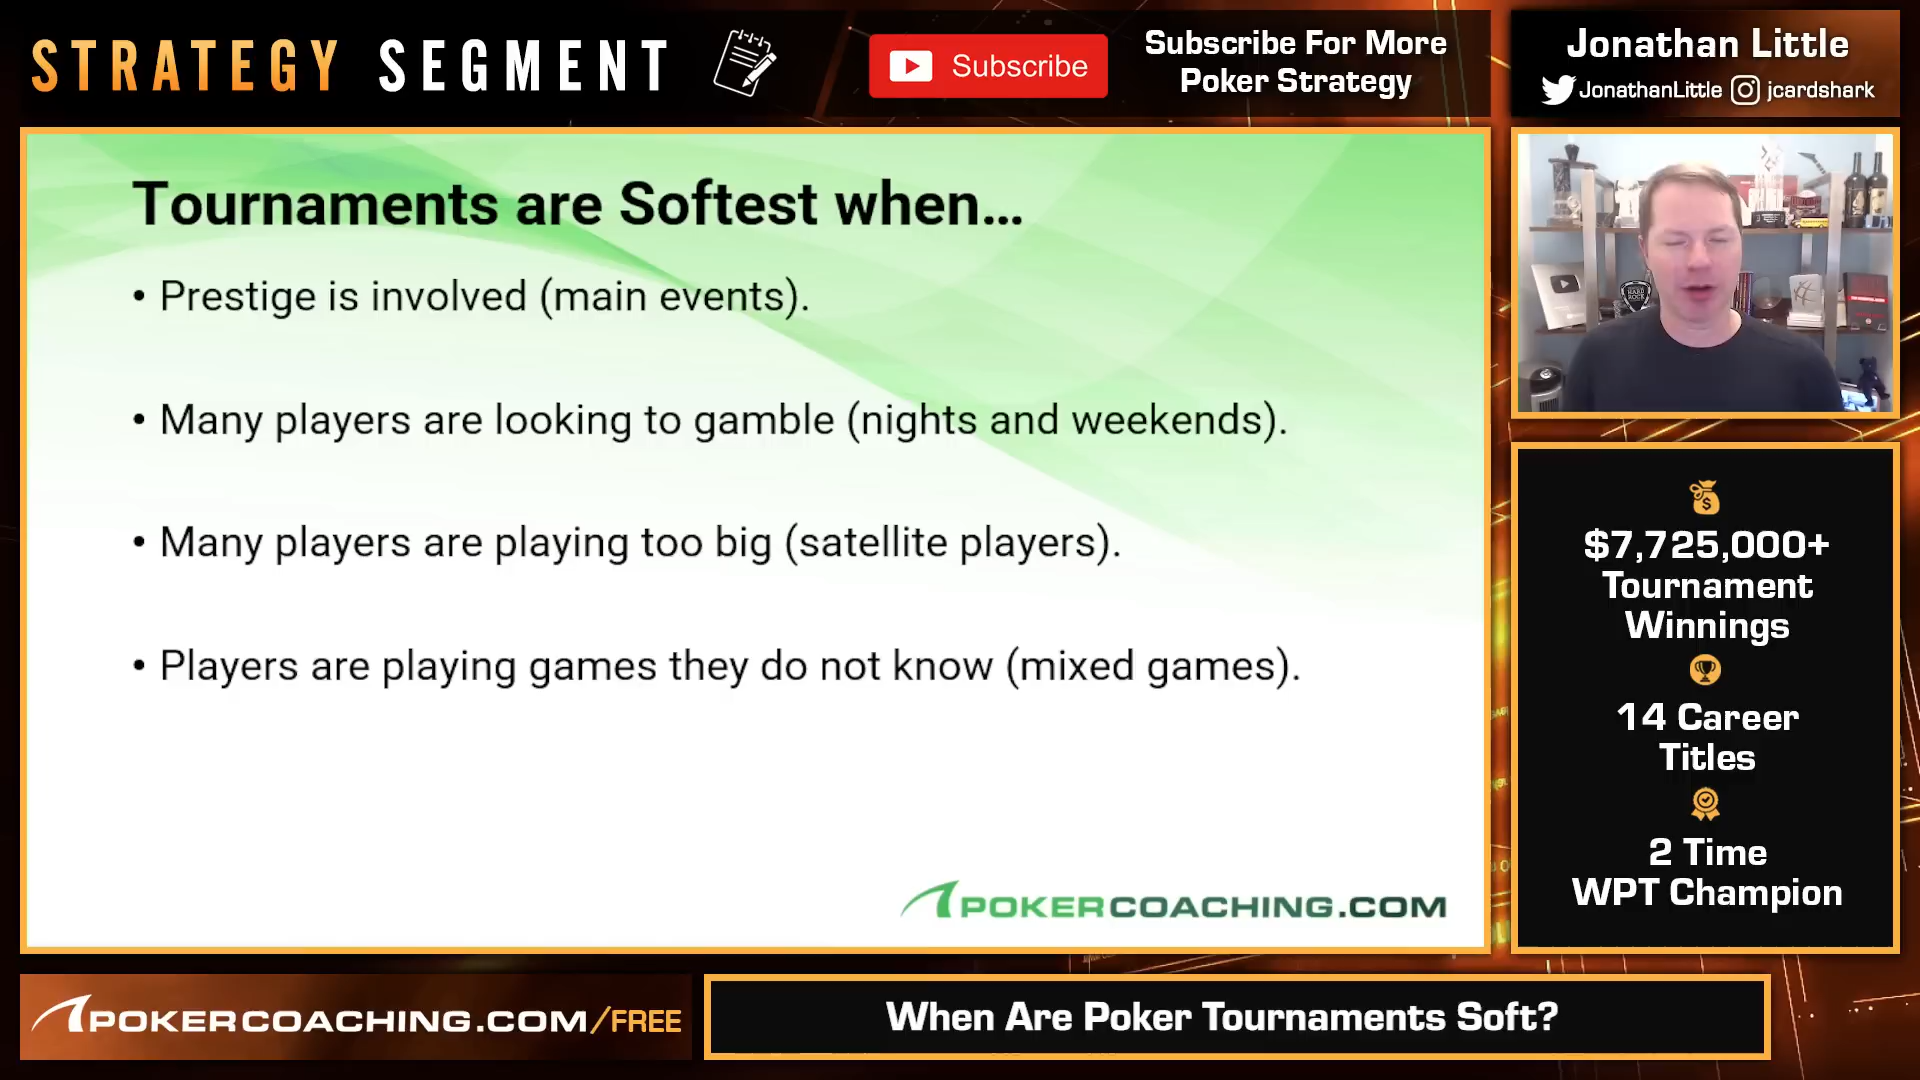 STRATEGY SEGMENT
Subscribe
Subscribe For More
Poker Strategy
Jonathan Little
JonathanLittle jcardshark
Tournaments are Softest when...
• Prestige is involved (main events).
• Many players are looking to gamble (nights and weekends).
• Many players are playing too big (satellite players).
• Players are playing games they do not know (mixed games).
POKERCOACHING.COM
$7,725,000+
Tournament
Winnings
14 Career
Titles
2 Time
WPT Champion
POKERCOACHING.COM/FREE
When Are Poker Tournaments Soft?